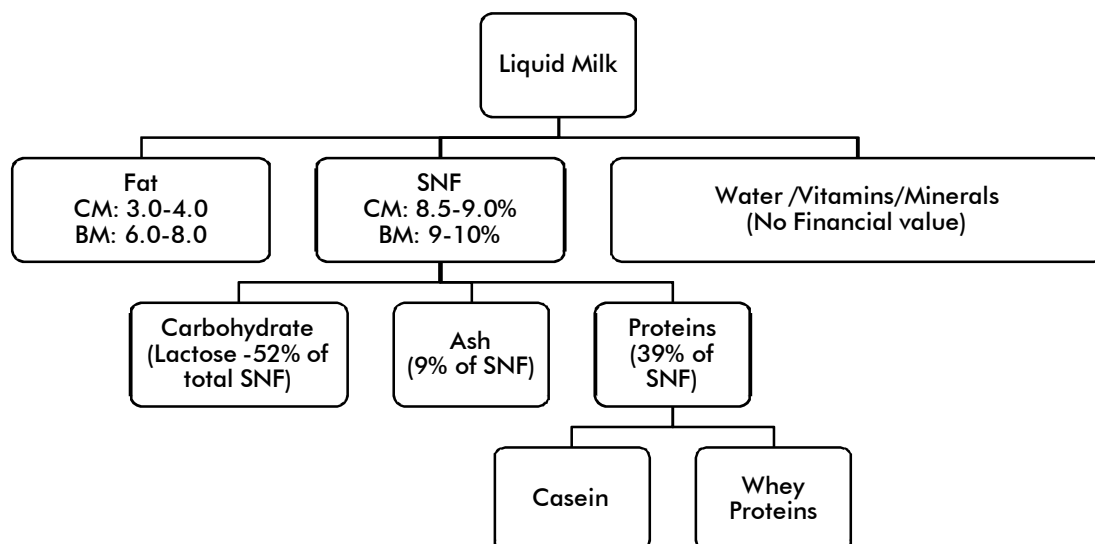 Liquid Milk
Fat
CM: 3.0-4.0
BM: 6.0-8.0
SNF
CM: 8.5-9.0%
BM: 9-10%
Water /Vitamins/Minerals
(No Financial value)
Carbohydrate
(Lactose -52% of
total SNF)
Ash
(9% of SNF)
Proteins
(39% of
SNF)
Casein
Whey
Proteins